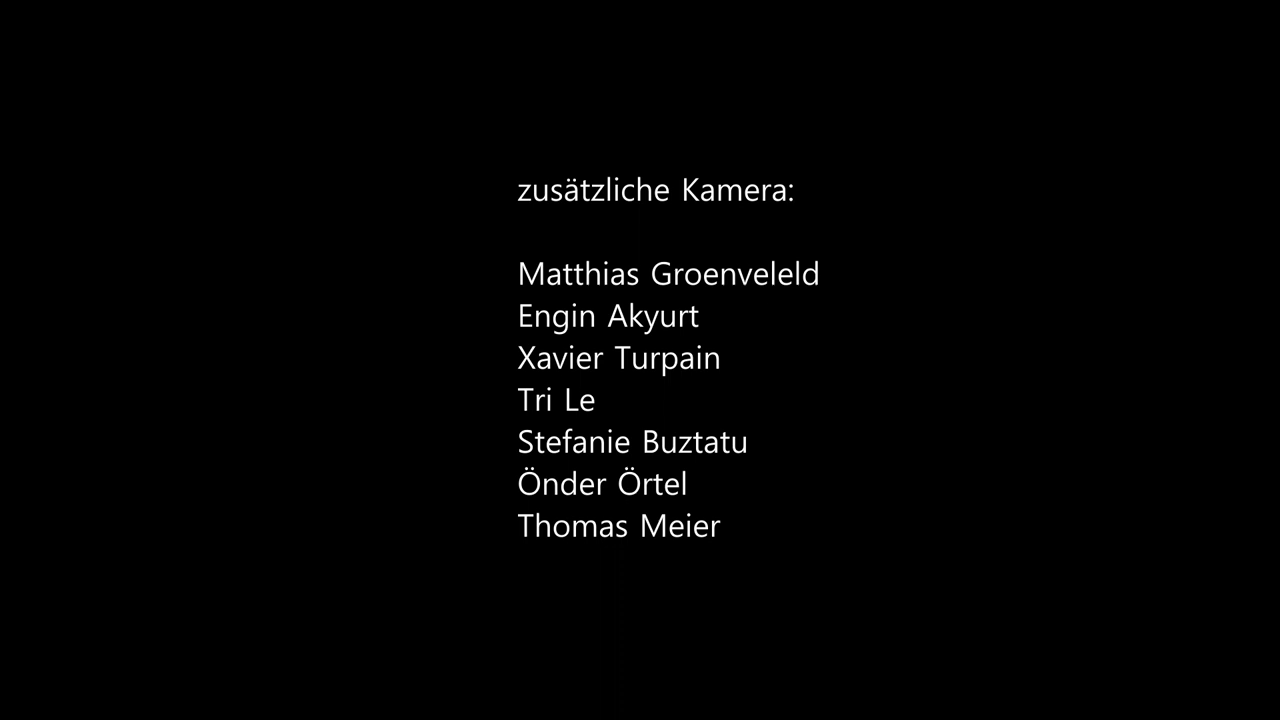 zusätzliche Kamera:
Matthias Groenveleld
Engin Akyurt
Xavier Turpain
Tri Le
Stefanie Buztatu
Önder Örtel
Thomas Meier